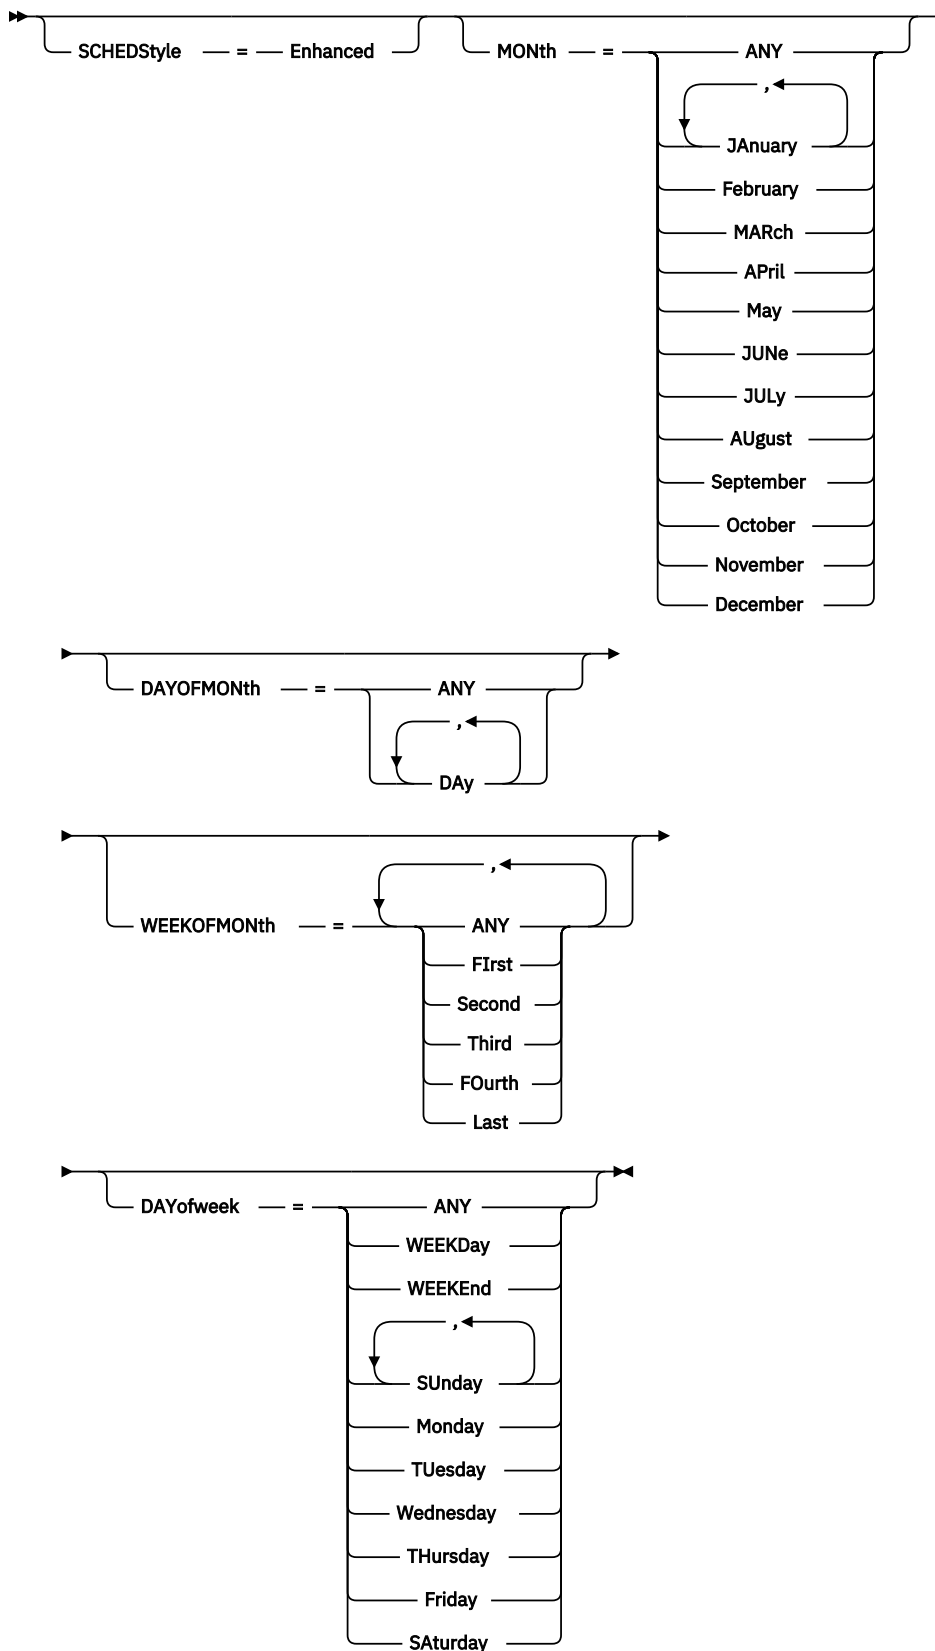 SCHEDStyle = Enhanced MONth = ANY
,
JAnuary
February
MARch
APril
May
JUNe
JULy
AUgust
September
October
November
December
DAYOFMONth = ANY
,
DAy
,
WEEKOFMONth = ANY
FIrst
Second
Third
FOurth
Last
DAYofweek = ANY
WEEKDay
WEEKEnd
,
SUnday
Monday
TUesday
Wednesday
THursday
Friday
SAturday